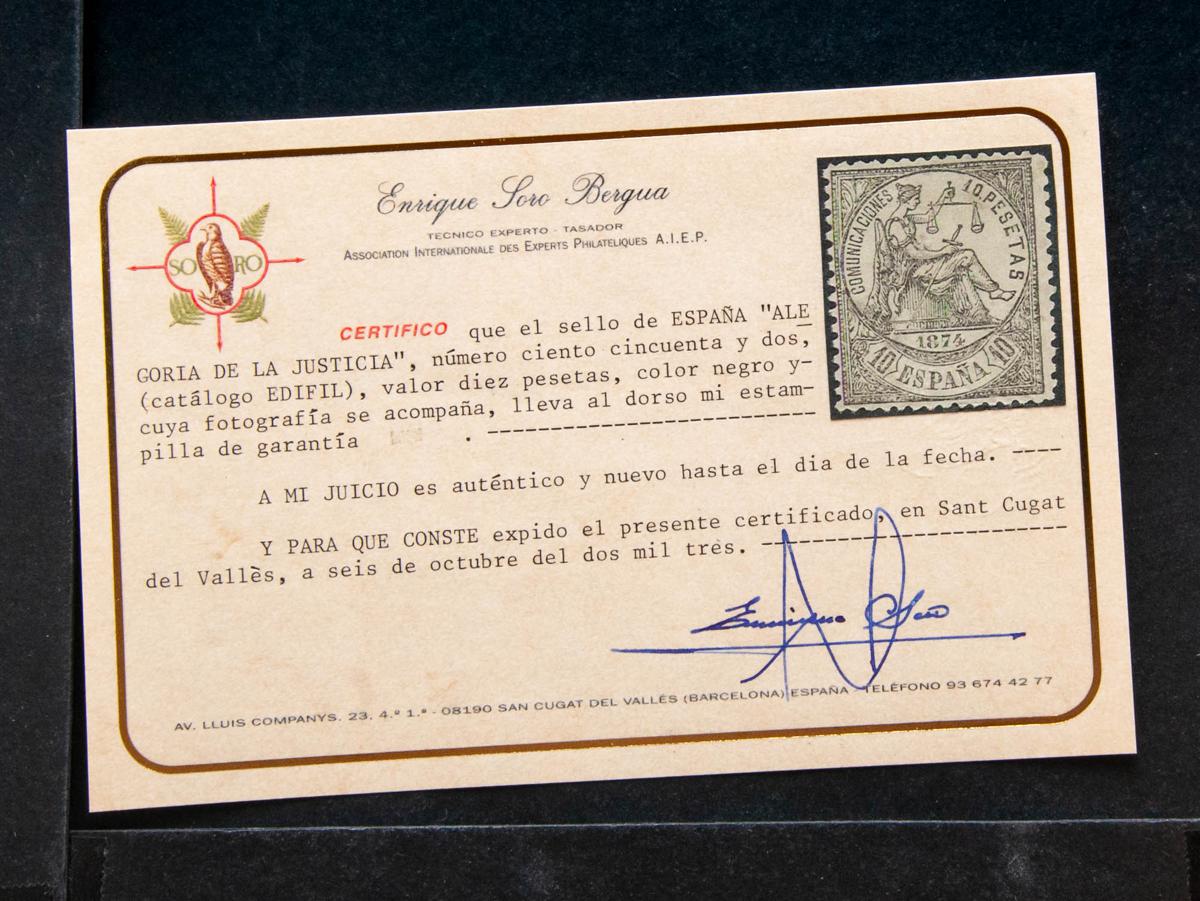 SO RO
Enrique Soro Bergua
TECNICO EXPERTO - TASADOR
ASSOCIATION INTERNATIONALE DES EXPERTS PHILATELIQUES A.I.E.P.
COMUNICACIONES 10.PESETAS
1874
10 ESPAÑA 10
CERTIFICO que el sello de ESPAÑA "ALE
GORIA DE LA JUSTICIA", número ciento cincuenta y dos,
(catálogo EDIFIL), valor diez pesetas, color negro y-
cuya fotografía se acompaña, lleva al dorso mi estam-
pilla de garantía . -----------------------
A MI JUICIO es auténtico y nuevo hasta el dia de la fecha. ----
Y PARA QUE CONSTE expido el presente certificado, en Sant Cugat
del Vallès, a seis de octubre del dos mil tres. -----------------------
Enrique Soro
AV. LLUIS COMPANYS. 23. 4.º 1.ª - 08190 SAN CUGAT DEL VALLÉS (BARCELONA) ESPAÑA - TELÉFONO 93 674 42 77